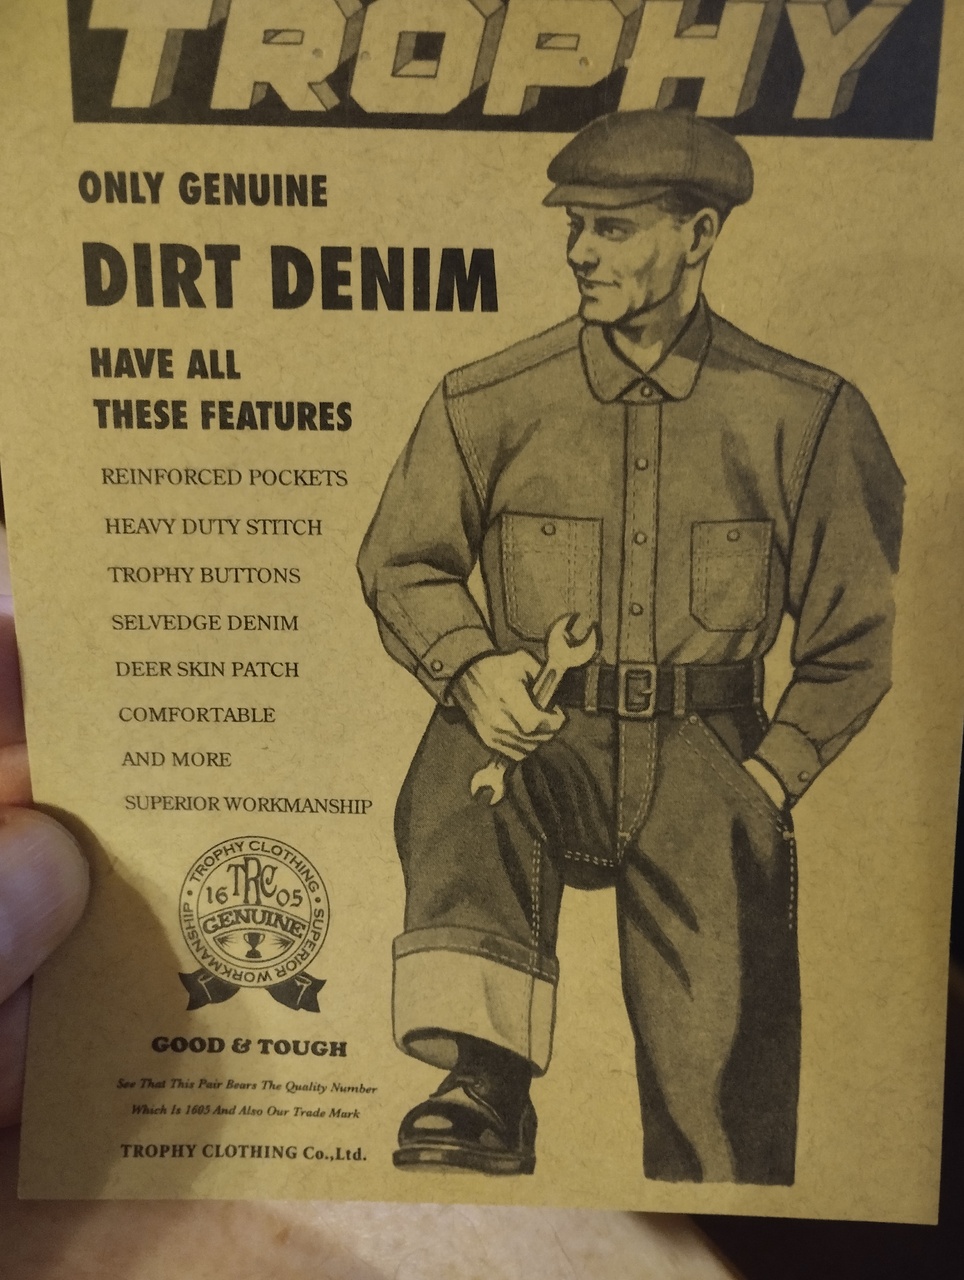 TROPHY
ONLY GENUINE
DIRT DENIM
HAVE ALL
THESE FEATURES
REINFORCED POCKETS
HEAVY DUTY STITCH
TROPHY BUTTONS
SELVEDGE DENIM
DEER SKIN PATCH
COMFORTABLE
AND MORE
SUPERIOR WORKMANSHIP
• TROPHY CLOTHING • SUPERIOR WORKMANSHIP
TRC
16 05
GENUINE
GOOD & TOUGH
See That This Pair Bears The Quality Number
Which Is 1605 And Also Our Trade Mark
TROPHY CLOTHING Co.,Ltd.